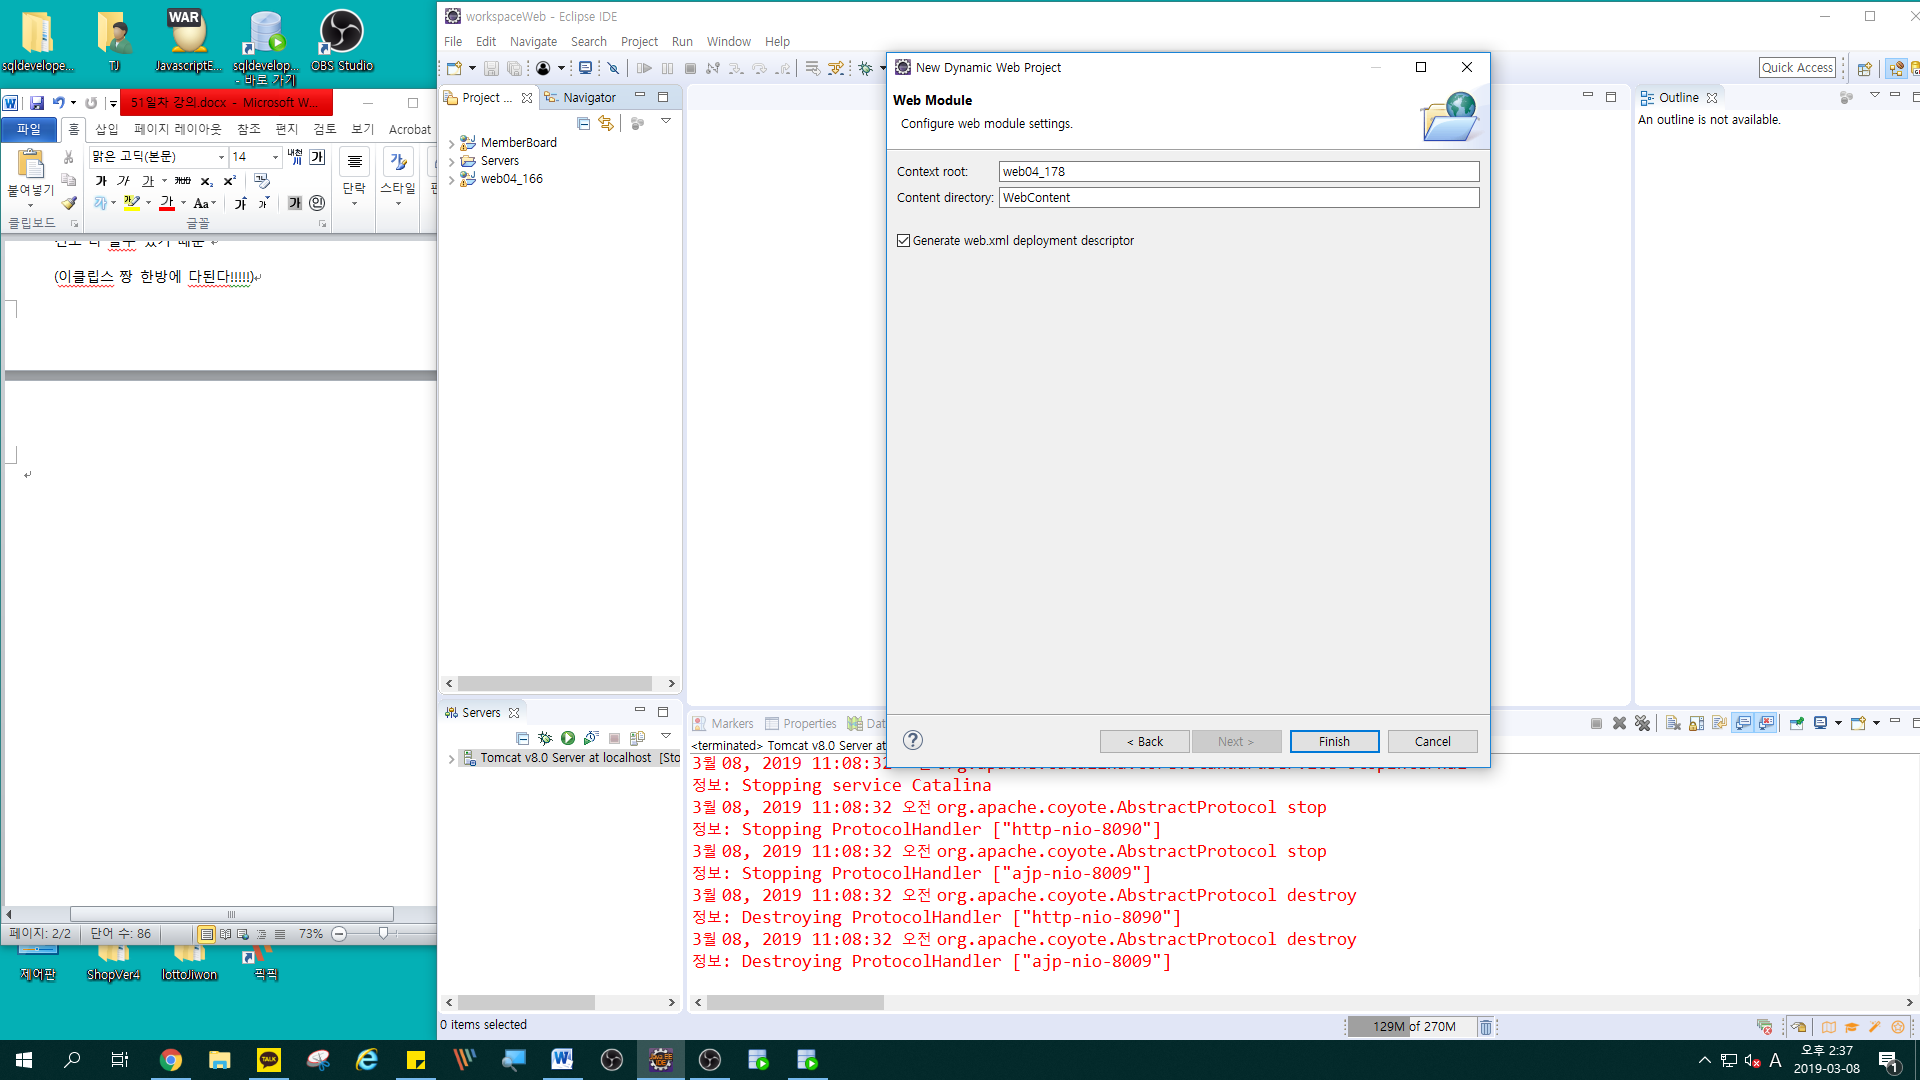 sqldevelope...
TJ
WAR
JavascriptE...
sqldevelop...
- 바로 가기
OBS Studio
51일차 강의.docx - Microsoft W...
파일 홈 삽입 페이지 레이아웃 참조 편지 검토 보기 Acrobat
맑은 고딕(본문) 14
붙여넣기
단락
스타일
클립보드
글꼴
(이클립스 짱 한방에 다된다!!!!!)
페이지: 2/2 단어 수: 86 73%
제어판
ShopVer4
lottoJiwon
픽픽
workspaceWeb - Eclipse IDE
File Edit Navigate Search Project Run Window Help
Quick Access
Project ...
Navigator
MemberBoard
Servers
web04_166
Outline
An outline is not available.
New Dynamic Web Project
Web Module
Configure web module settings.
Context root: web04_178
Content directory: WebContent
Generate web.xml deployment descriptor
< Back Next > Finish Cancel
Servers
Tomcat v8.0 Server at localhost [Sto
Markers Properties Dat
<terminated> Tomcat v8.0 Server at
3월 08, 2019 11:08:32
정보: Stopping service Catalina
3월 08, 2019 11:08:32 오전 org.apache.coyote.AbstractProtocol stop
정보: Stopping ProtocolHandler ["http-nio-8090"]
3월 08, 2019 11:08:32 오전 org.apache.coyote.AbstractProtocol stop
정보: Stopping ProtocolHandler ["ajp-nio-8009"]
3월 08, 2019 11:08:32 오전 org.apache.coyote.AbstractProtocol destroy
정보: Destroying ProtocolHandler ["http-nio-8090"]
3월 08, 2019 11:08:32 오전 org.apache.coyote.AbstractProtocol destroy
정보: Destroying ProtocolHandler ["ajp-nio-8009"]
0 items selected
129M of 270M
TALK
A
오후 2:37
2019-03-08
1